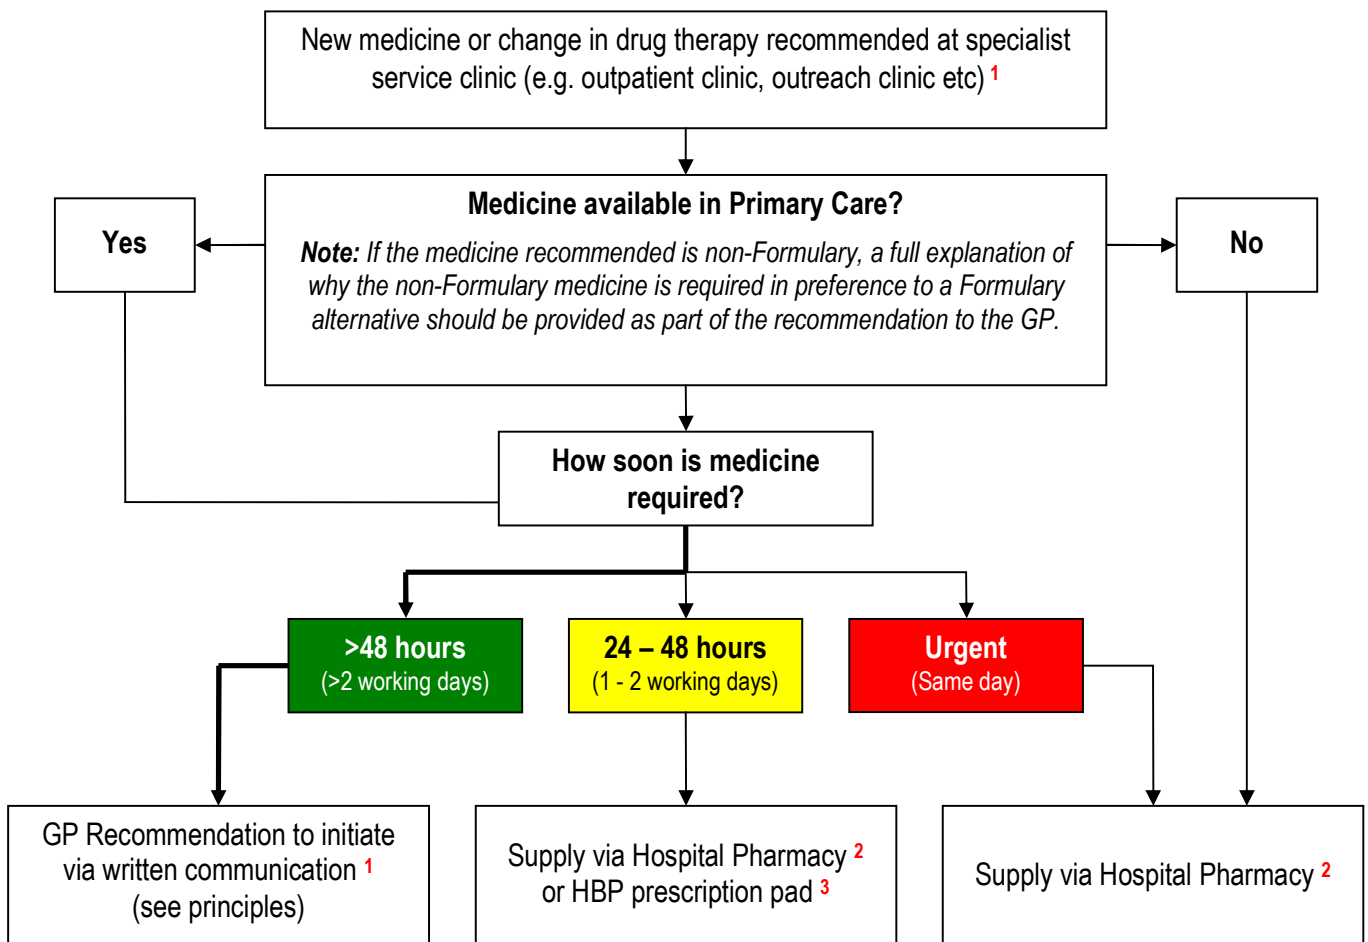 New medicine or change in drug therapy recommended at specialist
service clinic (e.g. outpatient clinic, outreach clinic etc) 1
Medicine available in Primary Care?
Yes
Note: If the medicine recommended is non-Formulary, a full explanation of
why the non-Formulary medicine is required in preference to a Formulary
alternative should be provided as part of the recommendation to the GP.
No
How soon is medicine
required?
>48 hours
(>2 working days)
24 – 48 hours
(1 - 2 working days)
Urgent
(Same day)
GP Recommendation to initiate
via written communication 1
(see principles)
Supply via Hospital Pharmacy 2
or HBP prescription pad 3
Supply via Hospital Pharmacy 2